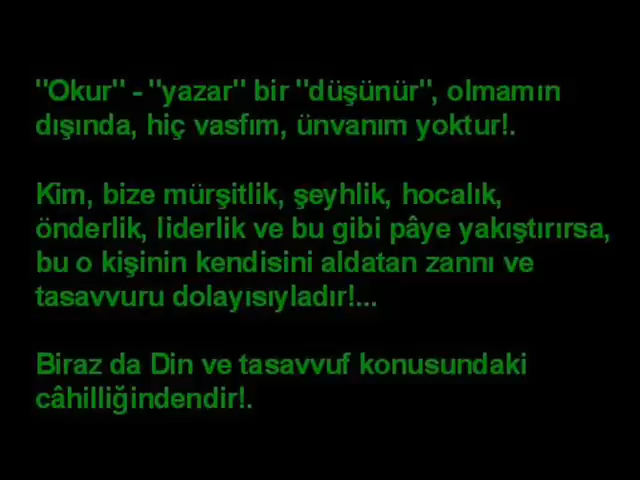 "Okur" - "yazar" bir "düşünür", olmamın
dışında, hiç vasfım, ünvanım yoktur!.
Kim, bize mürşitlik, şeyhlik, hocalık,
önderlik, liderlik ve bu gibi pâye yakıştırırsa,
bu o kişinin kendisini aldatan zannı ve
tasavvuru dolayısıyladır!...
Biraz da Din ve tasavvuf konusundaki
câhilliğindendir!.